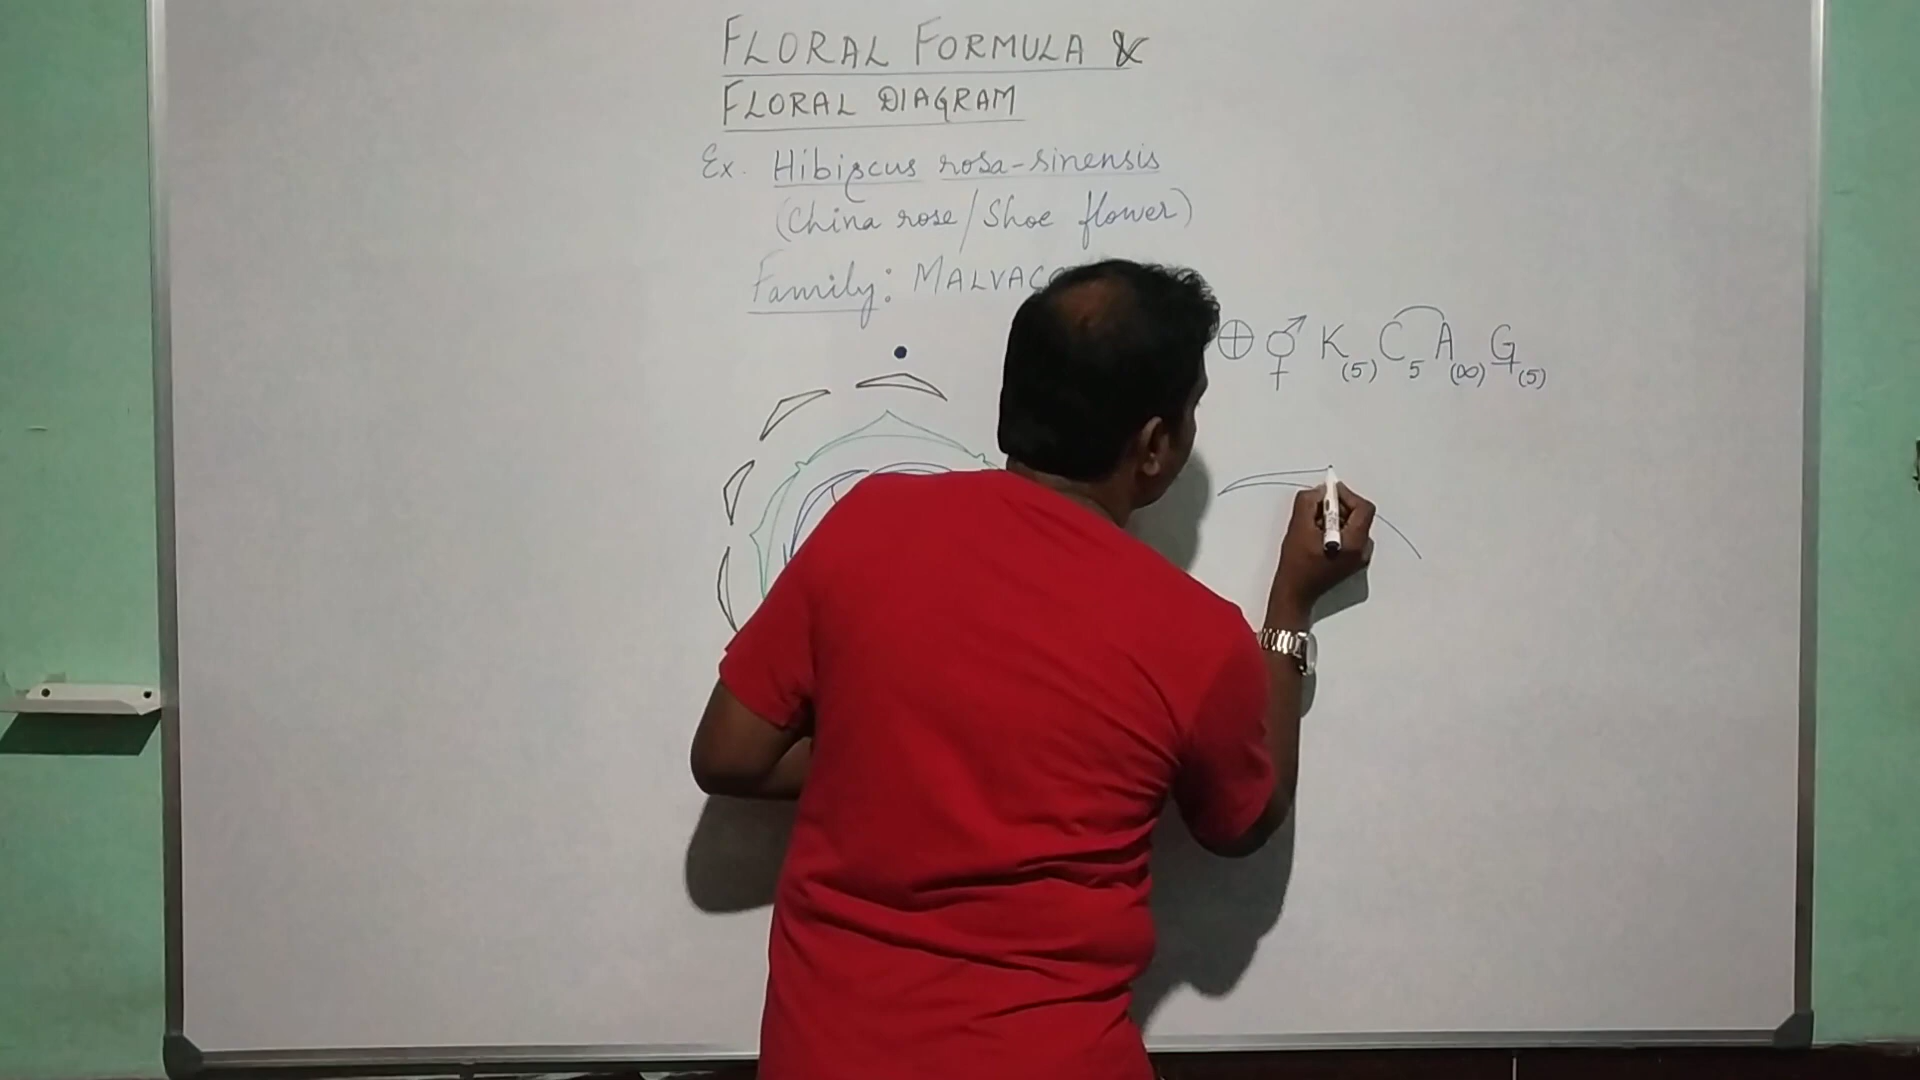 FLORAL FORMULA &
FLORAL DIAGRAM
Ex. Hibiscus rosa-sinensis
(China rose/Shoe flower)
Family: MALVAC
⊕ ⚥ K(5) C5 A(∞) G(5)